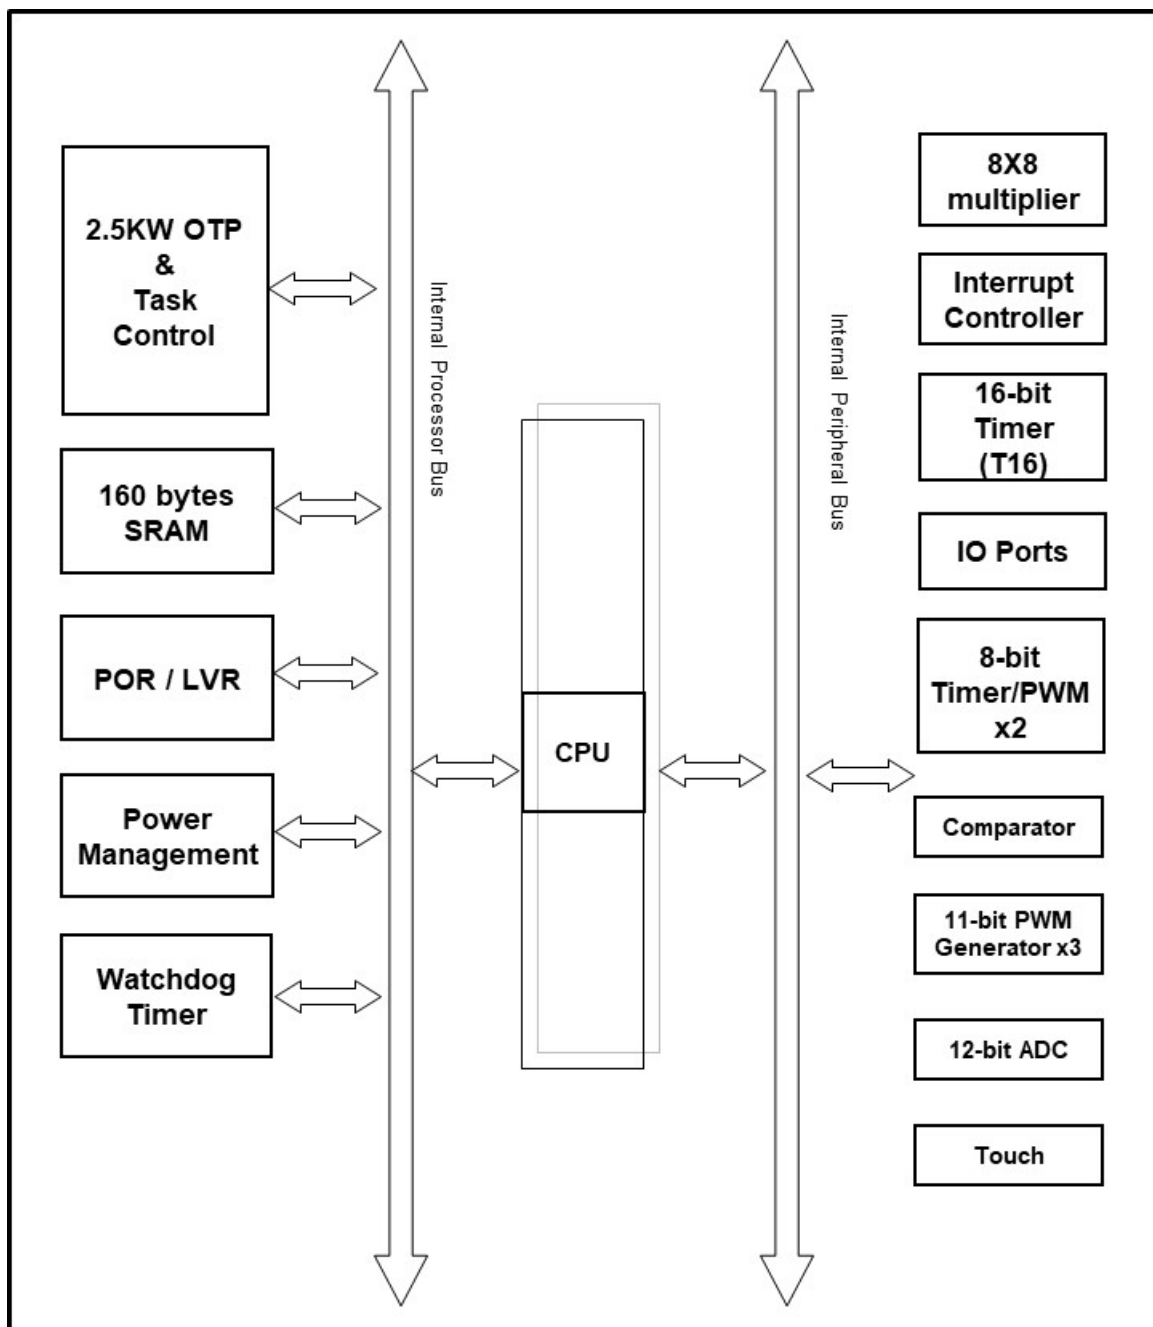 2.5KW OTP
&
Task
Control
160 bytes
SRAM
POR / LVR
Power
Management
Watchdog
Timer
Internal Processor Bus
CPU
Internal Peripheral Bus
8X8
multiplier
Interrupt
Controller
16-bit
Timer
(T16)
IO Ports
8-bit
Timer/PWM
x2
Comparator
11-bit PWM
Generator x3
12-bit ADC
Touch